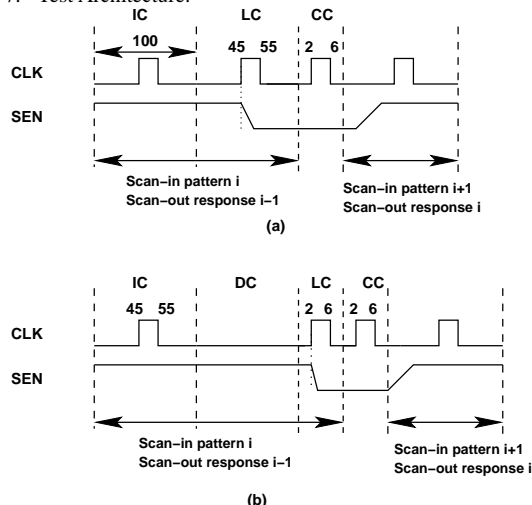 7. Test Architecture.
IC LC CC
100
45 55 2 6
CLK
SEN
Scan-in pattern i
Scan-out response i-1
Scan-in pattern i+1
Scan-out response i
(a)
IC DC LC CC
45 55 2 6 2 6
CLK
SEN
Scan-in pattern i
Scan-out response i-1
Scan-in pattern i+1
Scan-out response i
(b)